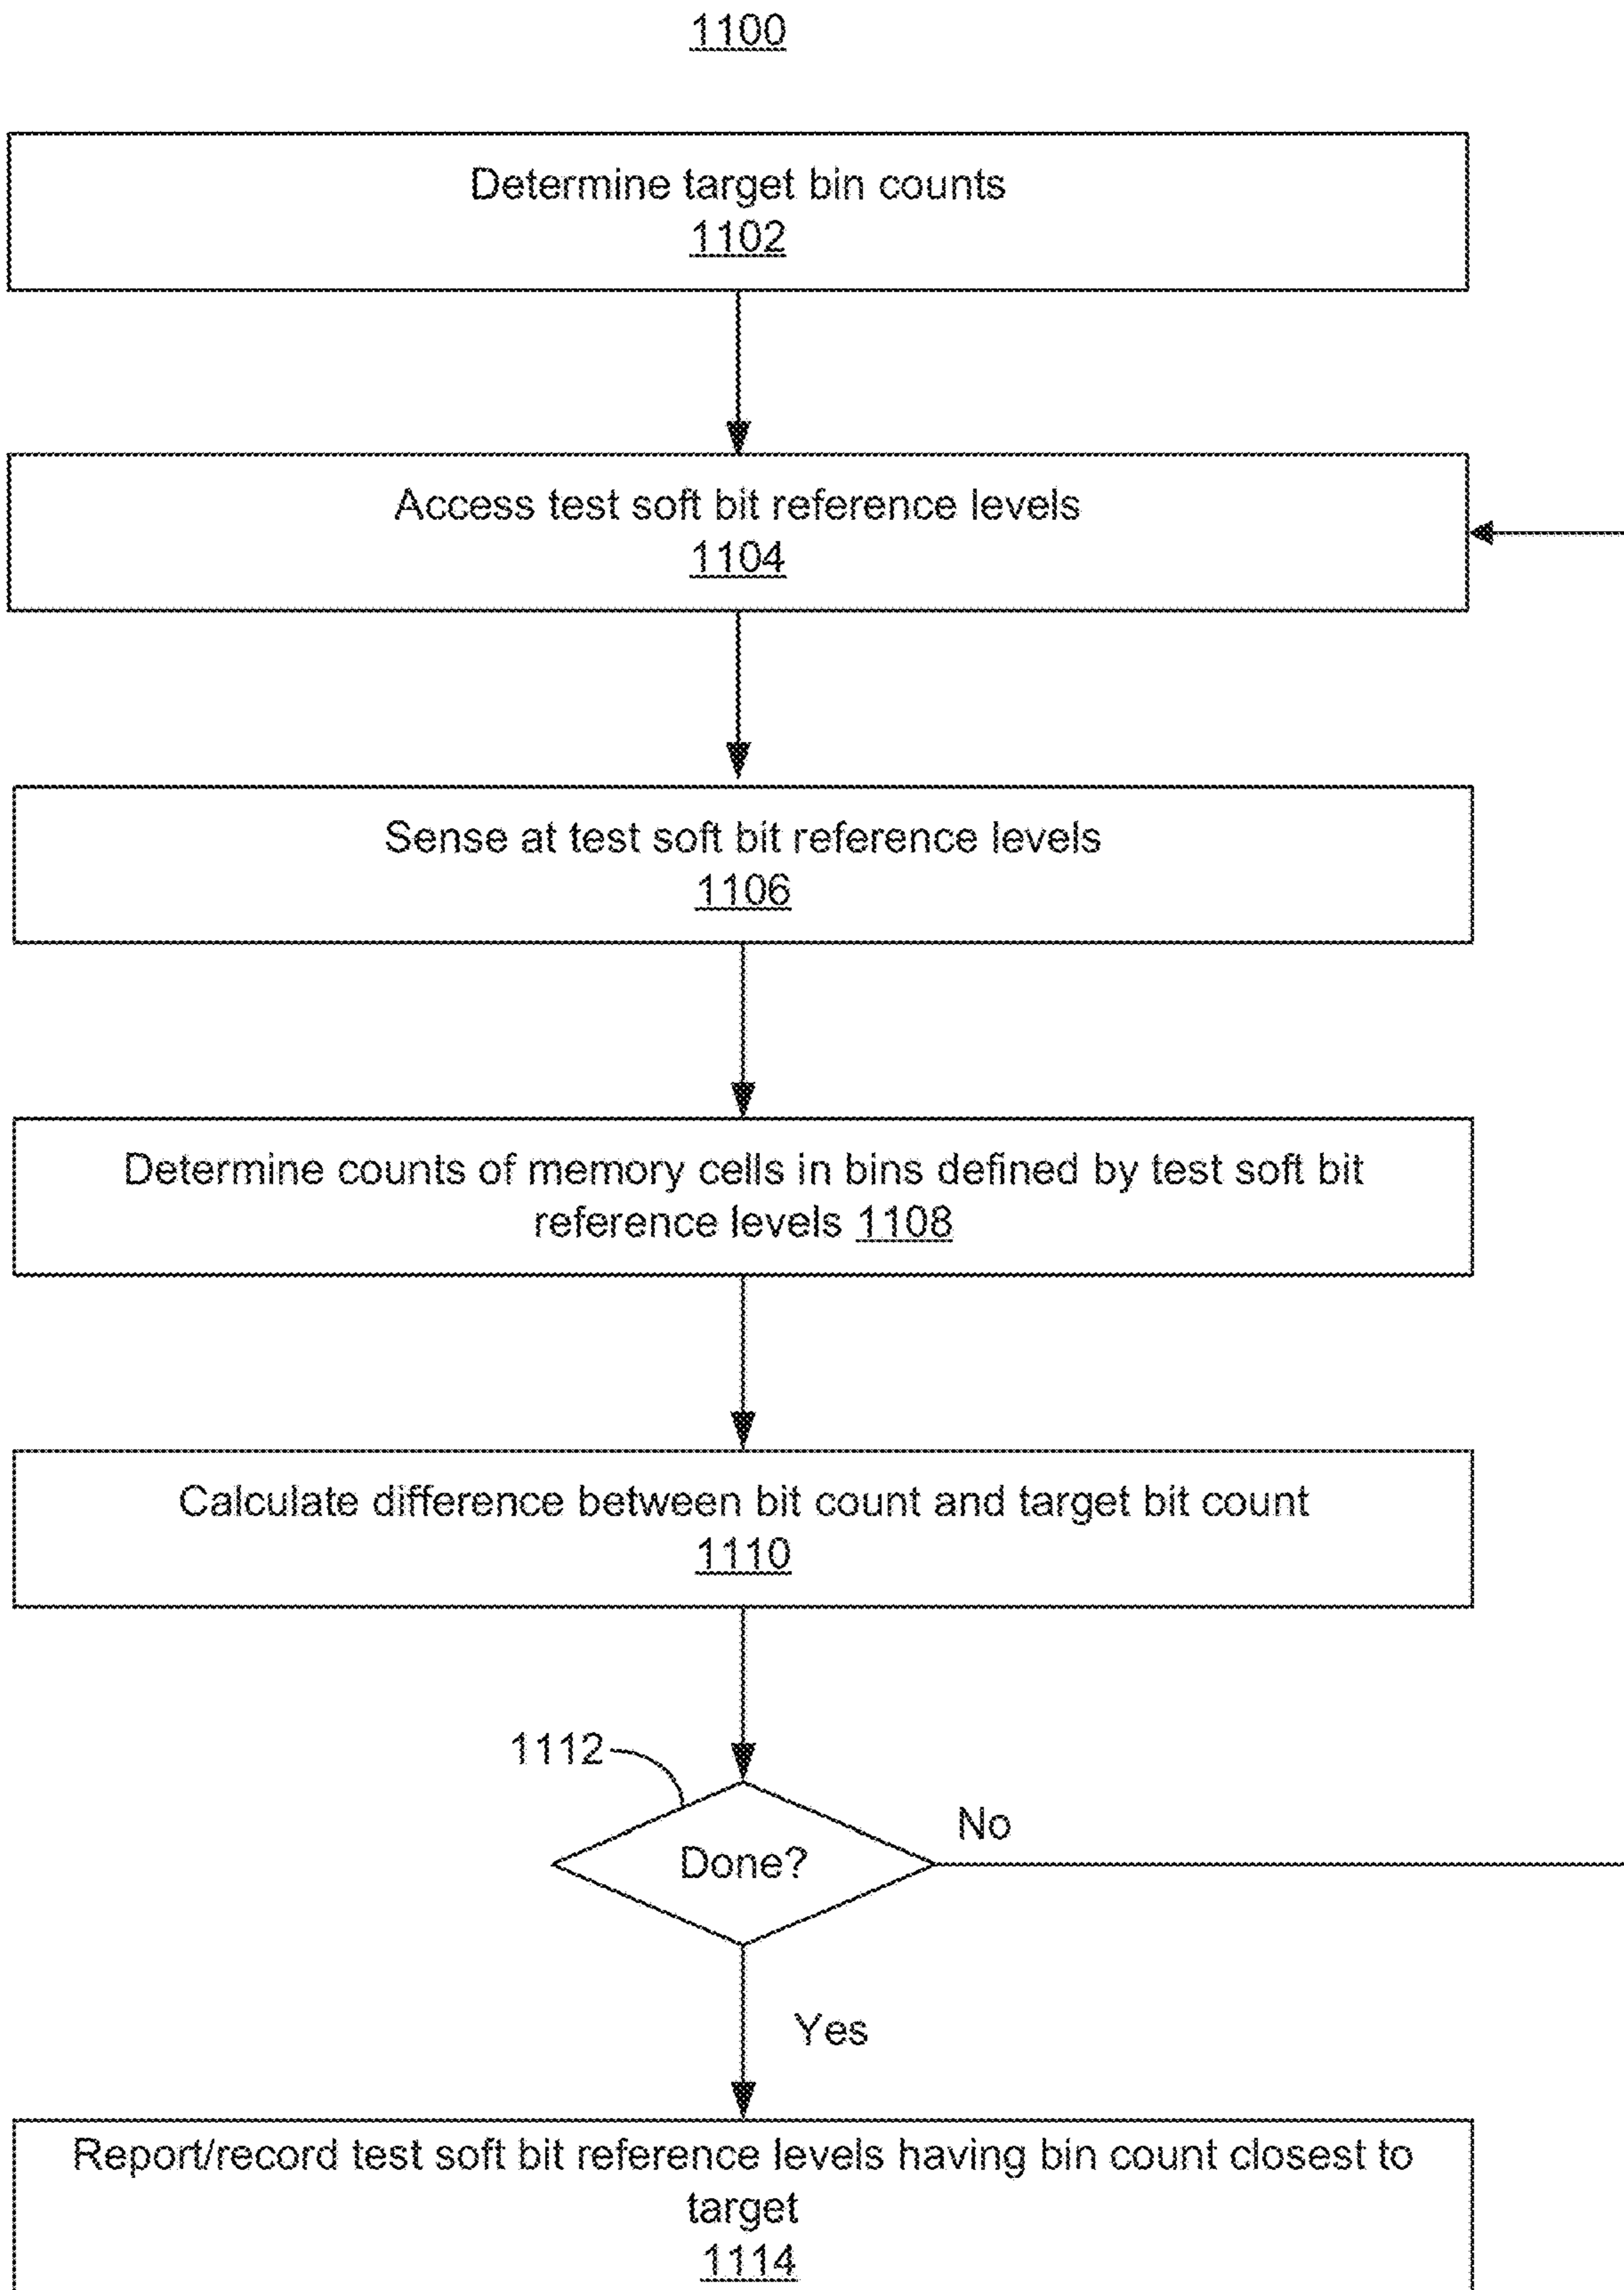 1100
Determine target bin counts
1102
Access test soft bit reference levels
1104
Sense at test soft bit reference levels
1106
Determine counts of memory cells in bins defined by test soft bit
reference levels 1108
Calculate difference between bit count and target bit count
1110
1112
Done?
No
Yes
Report/record test soft bit reference levels having bin count closest to
target
1114